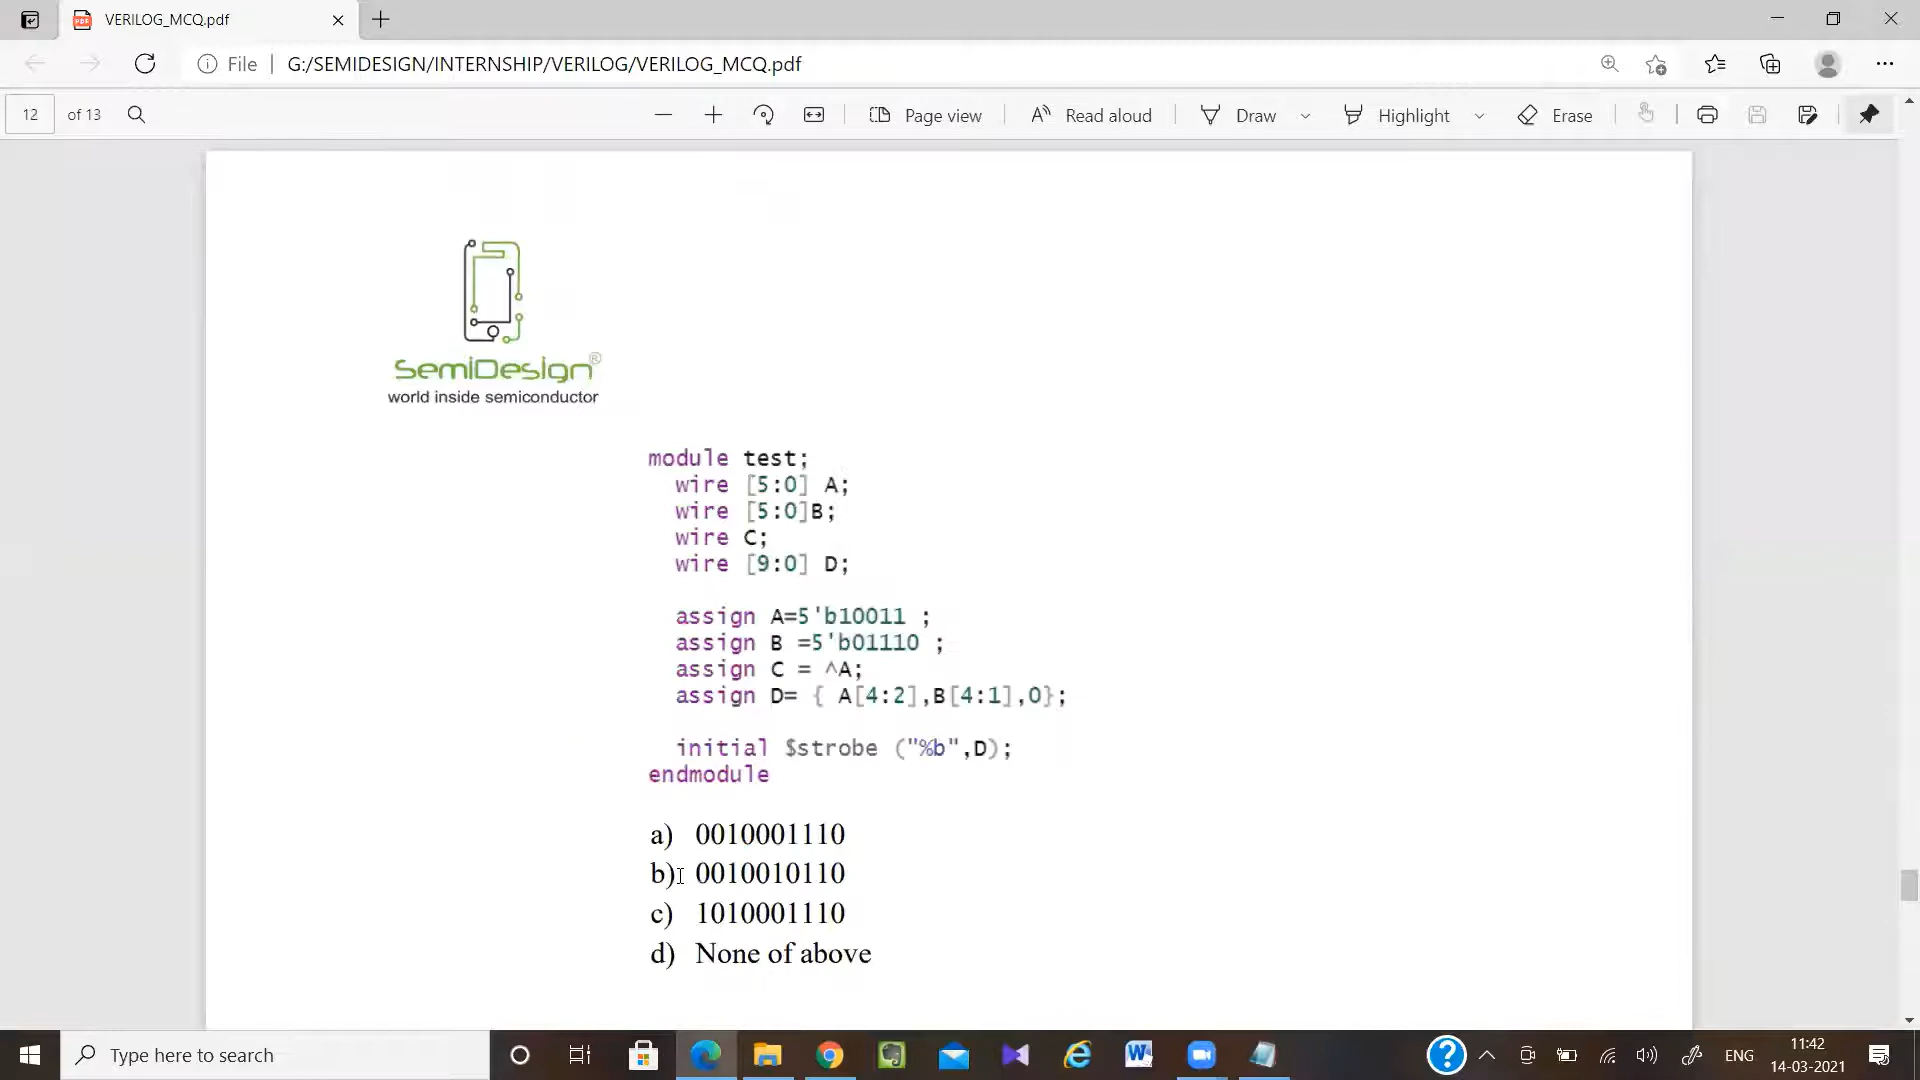 VERILOG_MCQ.pdf
File
G:/SEMIDESIGN/INTERNSHIP/VERILOG/VERILOG_MCQ.pdf
12 of 13
Page view
Read aloud
Draw
Highlight
Erase
SemiDesign®
world inside semiconductor
module test;
wire [5:0] A;
wire [5:0]B;
wire C;
wire [9:0] D;
assign A=5'b10011 ;
assign B =5'b01110 ;
assign C = ^A;
assign D= { A[4:2],B[4:1],0};
initial $strobe ("%b",D);
endmodule
a) 0010001110
b) 0010010110
c) 1010001110
d) None of above
Type here to search
ENG
11:42
14-03-2021